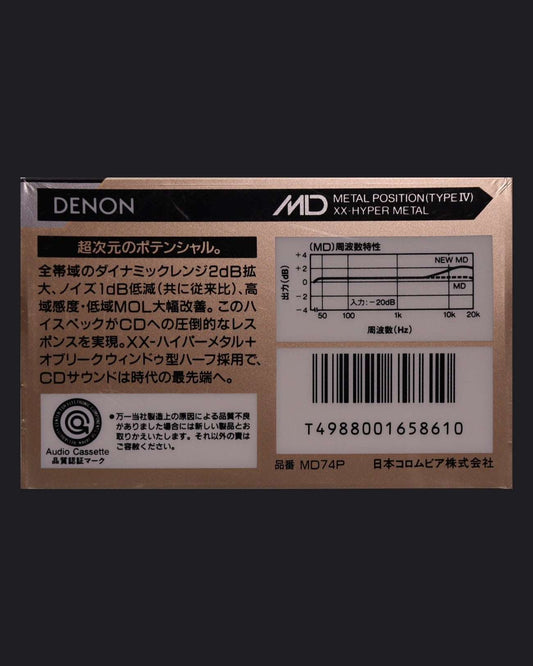 DENON
MD
METAL POSITION(TYPE Ⅳ)
XX-HYPER METAL
超次元のポテンシャル。
全帯域のダイナミックレンジ2dB拡
大、ノイズ1dB低減(共に従来比)、高
域感度・低域MOL大幅改善。このハ
イスペックがCDへの圧倒的なレス
ポンスを実現。XX-ハイパーメタル+
オブリークウィンドゥ型ハーフ採用で、
CDサウンドは時代の最先端へ。
(MD)周波数特性
出力(dB)
+4
+2
0
-2
-4
NEW MD
MD
入力:-20dB
50 100 1k 10k 20k
周波数(Hz)
T4988001658610
Audio Cassette
品質認証マーク
●万一当社製造上の原因による品質不良
がありました場合には新しい製品とお
取りかえいたします。それ以外の責は
ご容赦ください。
品番 MD74P 日本コロムビア株式会社